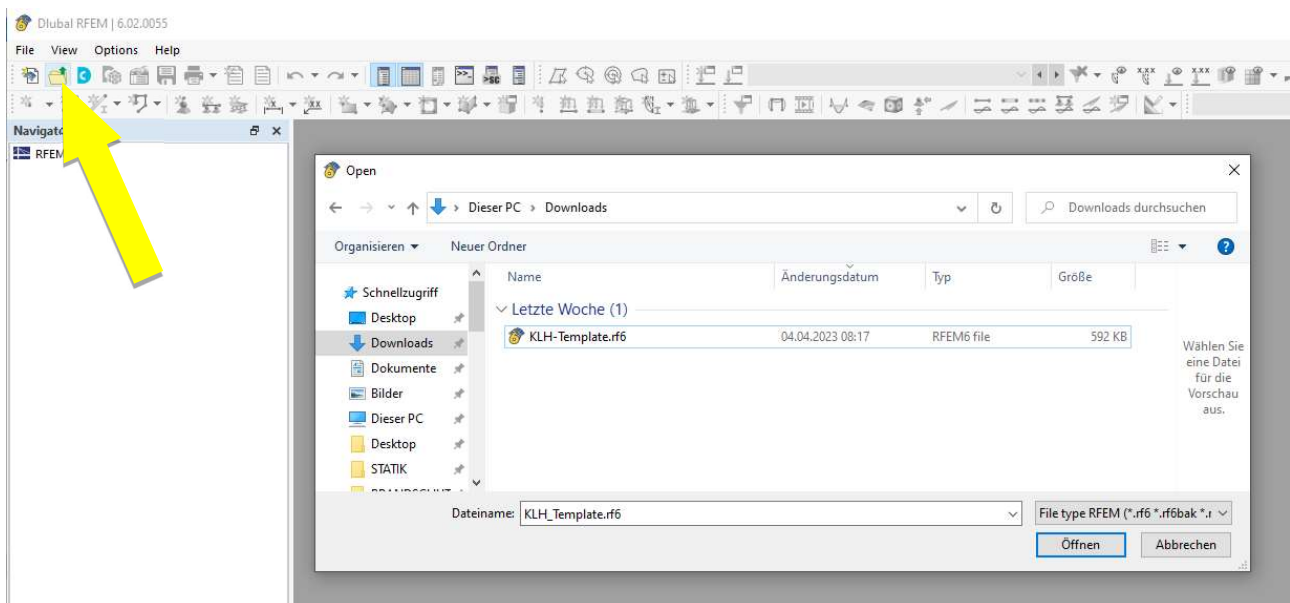 Dlubal RFEM | 6.02.0055
File View Options Help
Navigato
RFEM
Open
Dieser PC › Downloads
Downloads durchsuchen
Organisieren Neuer Ordner
Name Änderungsdatum Typ Größe
Schnellzugriff
Desktop
Downloads
Dokumente
Bilder
Dieser PC
Desktop
STATIK
Letzte Woche (1)
KLH-Template.rf6 04.04.2023 08:17 RFEM6 file 592 KB
Wählen Sie
eine Datei
für die
Vorschau
aus.
Dateiname: KLH_Template.rf6
File type RFEM (*.rf6 *.rf6bak *.r
Öffnen Abbrechen